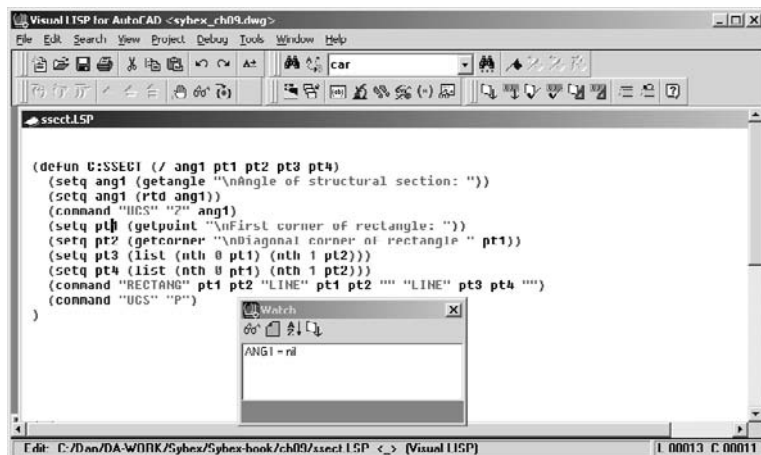 Visual LISP for AutoCAD <sybex_ch09.dwg>
File Edit Search View Project Debug Tools Window Help
car
ssect.LSP
(defun C:SSECT (/ ang1 pt1 pt2 pt3 pt4)
(setq ang1 (getangle "\nAngle of structural section: "))
(setq ang1 (rtd ang1))
(command "UCS" "Z" ang1)
(setq pt1 (getpoint "\nFirst corner of rectangle: "))
(setq pt2 (getcorner "\nDiagonal corner of rectangle " pt1))
(setq pt3 (list (nth 0 pt1) (nth 1 pt2)))
(setq pt4 (list (nth 0 pt1) (nth 1 pt2)))
(command "RECTANG" pt1 pt2 "LINE" pt1 pt2 "" "LINE" pt3 pt4 "")
(command "UCS" "P")
)
Watch
ANG1 = nil
Edit: C:/Dan/DA-WORK/Sybex/Sybex-book/ch09/ssect.LSP <_> (Visual LISP)
L 00013 C 00011